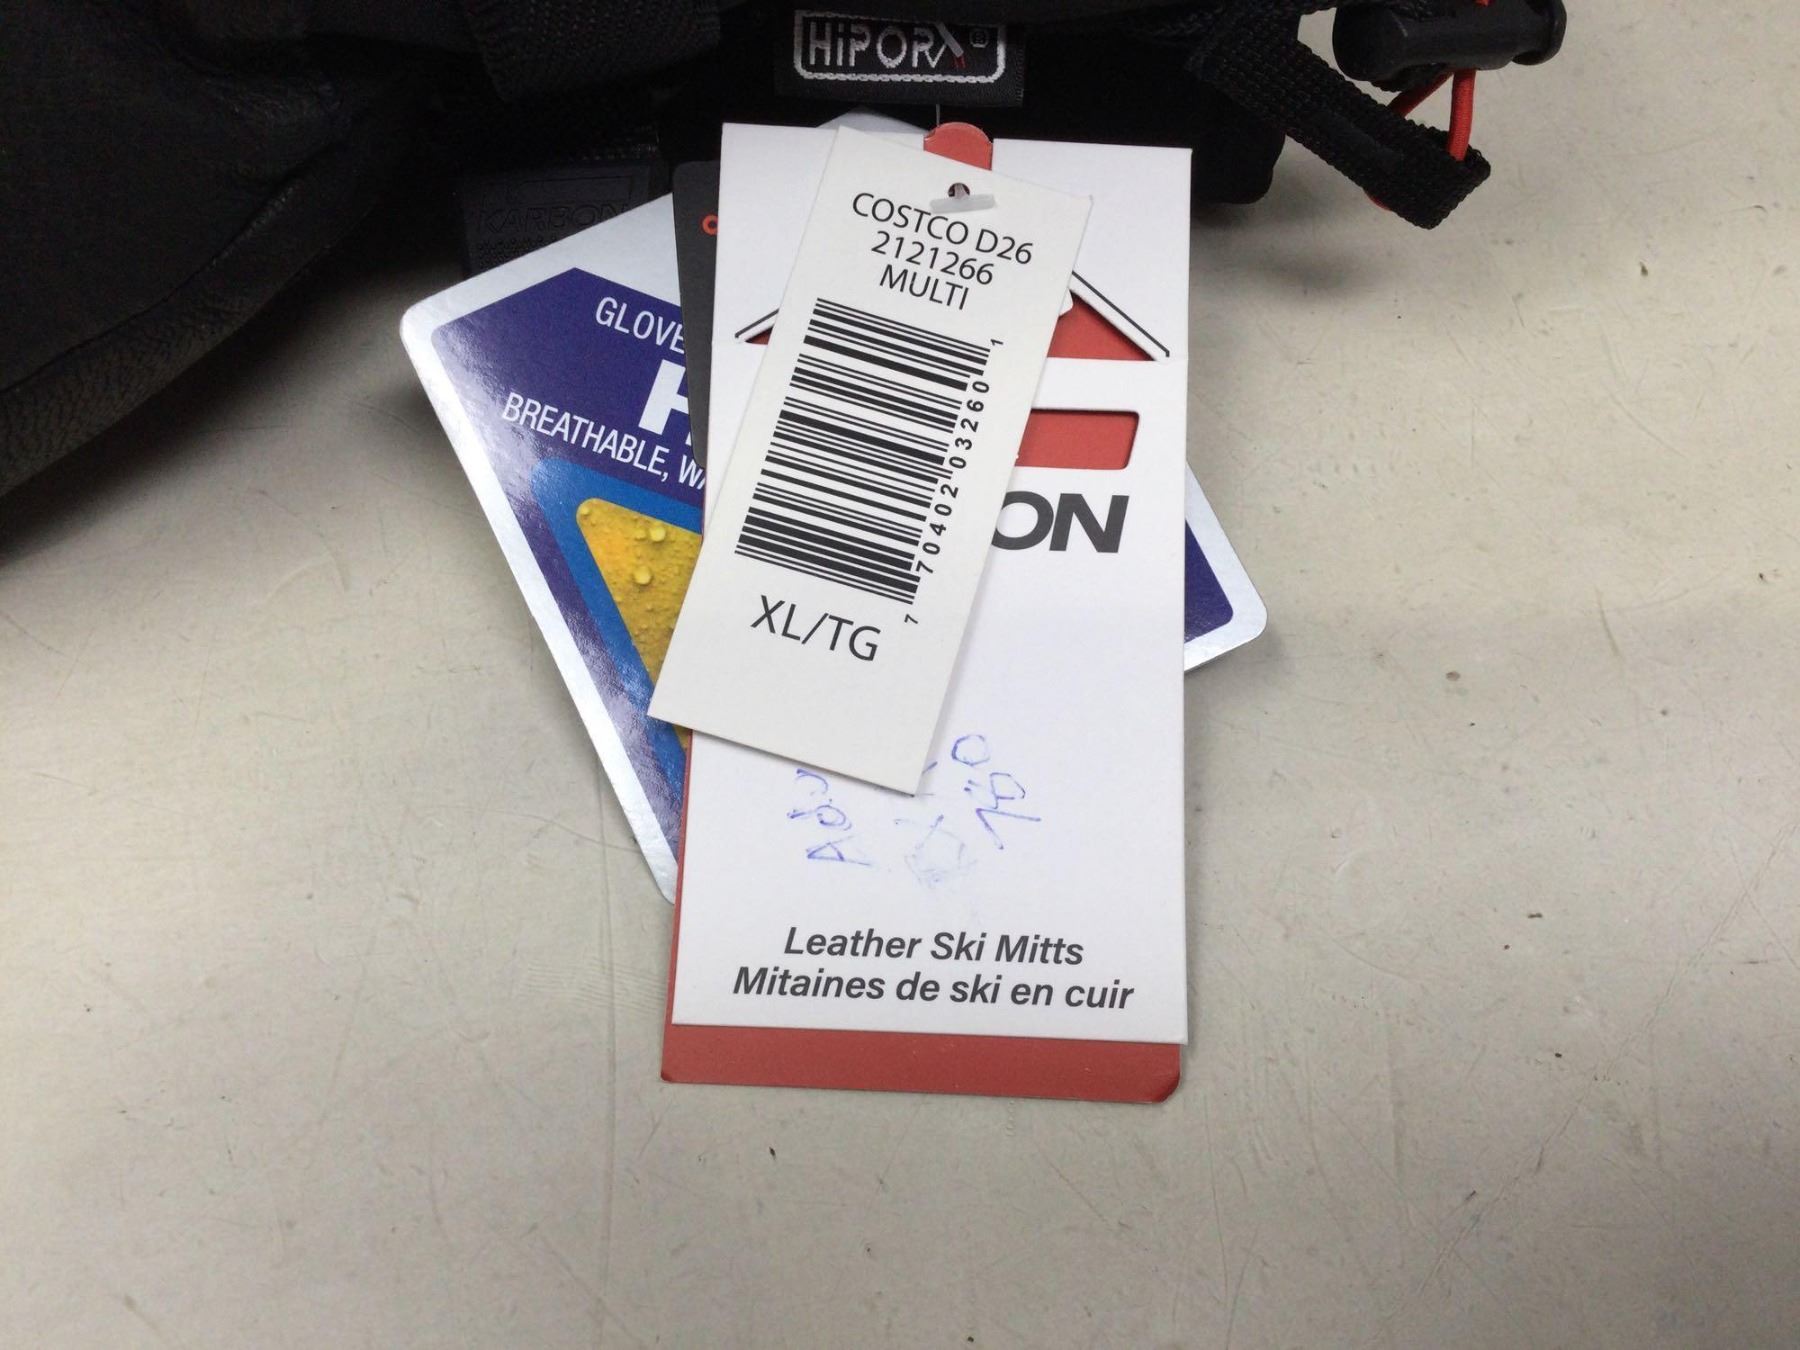 HiPORA®
KARBON
COSTCO D26
2121266
MULTI
7 70402 03260 1
XL/TG
GLOVE
H
BREATHABLE, WA
ON
Leather Ski Mitts
Mitaines de ski en cuir